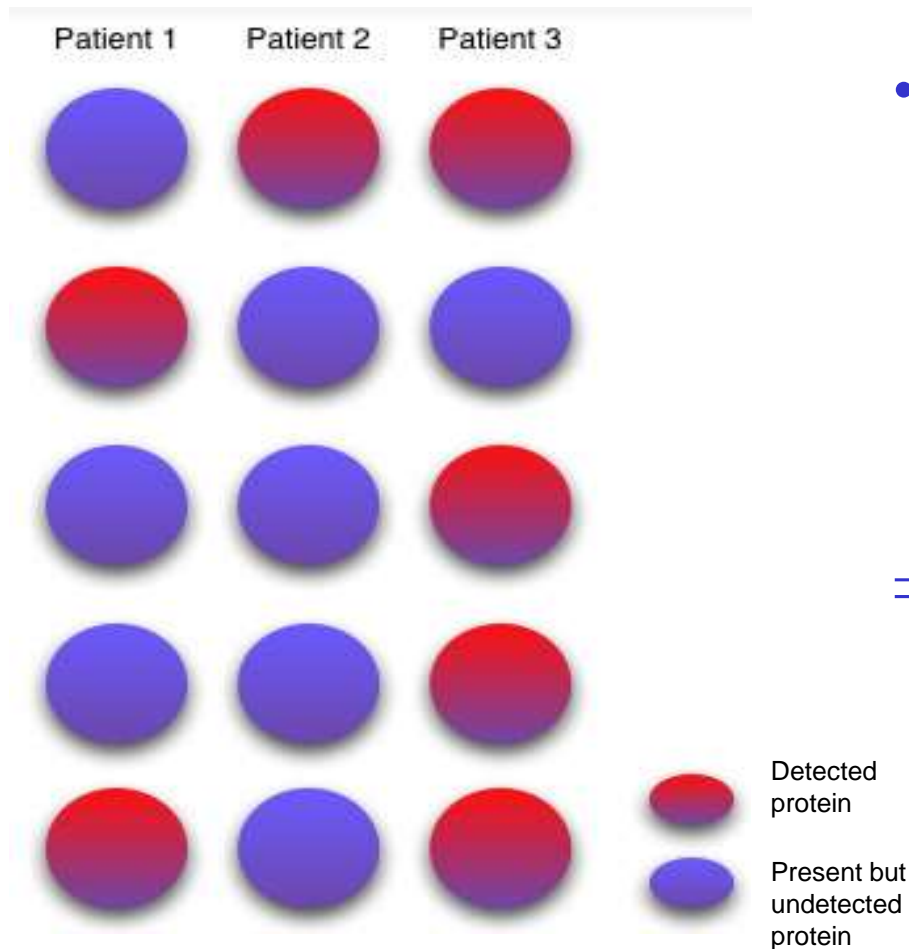 Patient 1 Patient 2 Patient 3
Detected
protein
Present but
undetected
protein